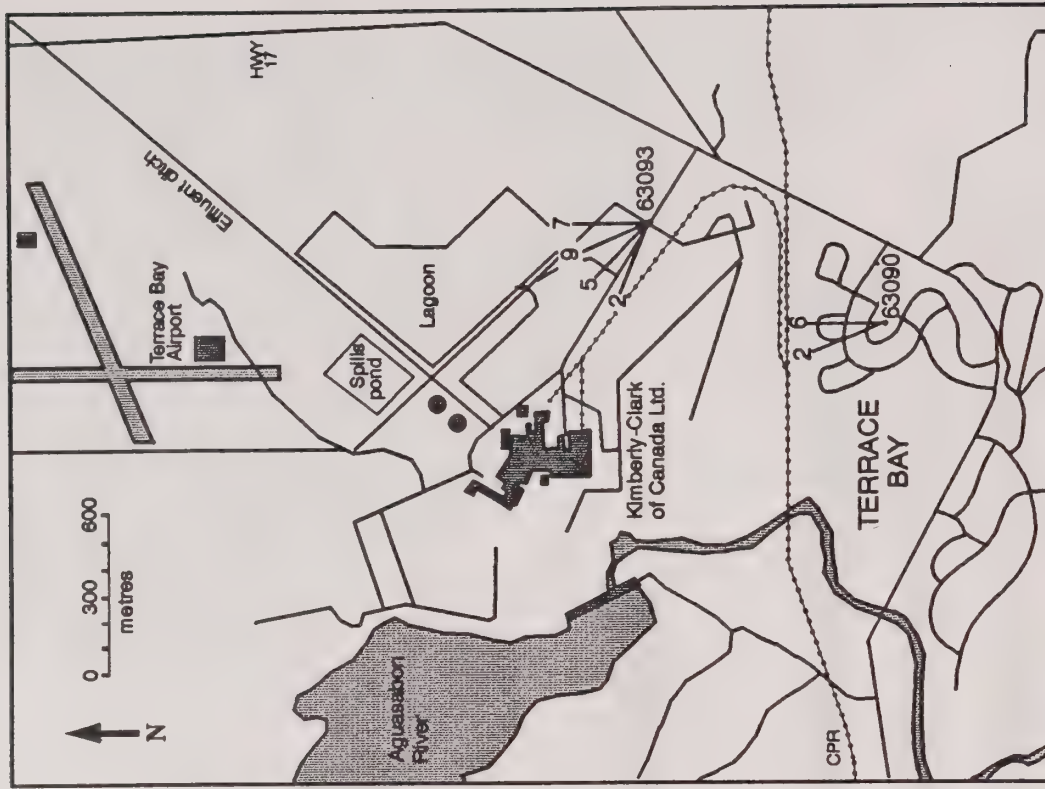 HWY
17
Effluent ditch
Terrace Bay
Airport
Spills
pond
Lagoon
0 300 600
metres
N
7
9
5
2
63093
Kimberly-Clark
of Canada Ltd.
Aguasabon
River
2
6
63090
TERRACE
BAY
CPR